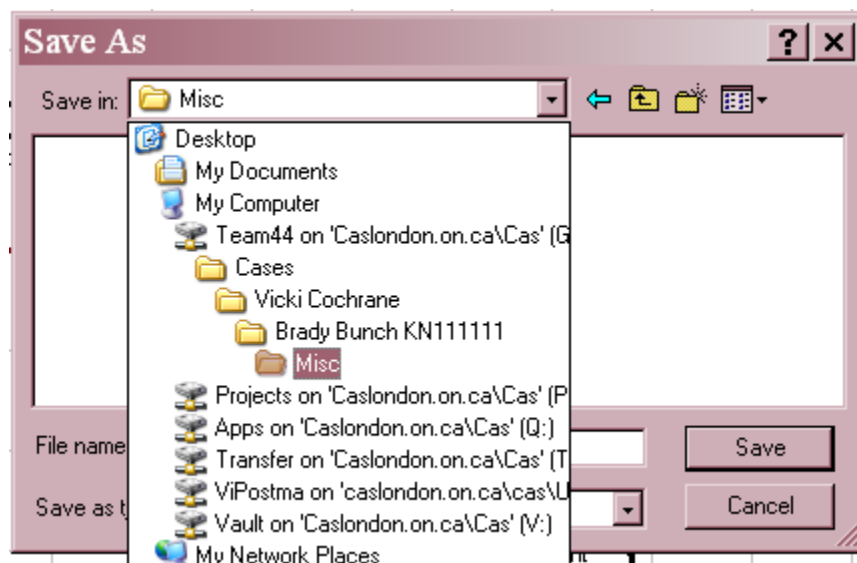 Save As
Save in: Misc
Desktop
My Documents
My Computer
Team44 on 'Caslondon.on.ca\Cas' (G
Cases
Vicki Cochrane
Brady Bunch KN111111
Misc
Projects on 'Caslondon.on.ca\Cas' (P
Apps on 'Caslondon.on.ca\Cas' (Q:)
File name Save
Transfer on 'Caslondon.on.ca\Cas' (T
ViPostma on 'caslondon.on.ca\cas\U
Save as t Cancel
Vault on 'Caslondon.on.ca\Cas' (V:)
My Network Places